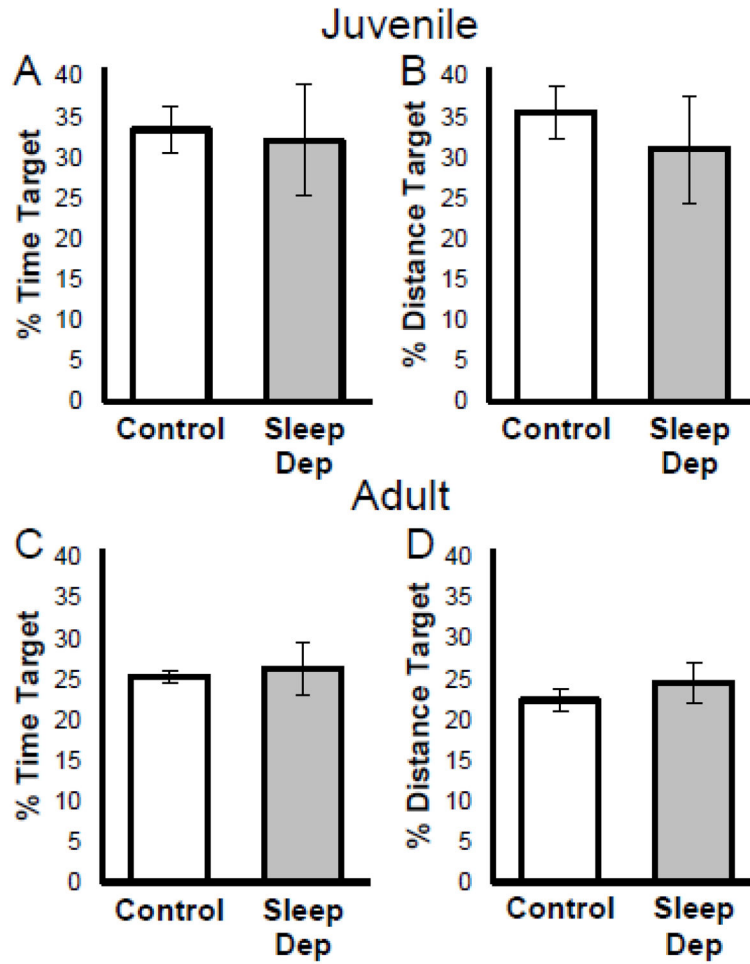 Juvenile
A
% Time Target
40
35
30
25
20
15
10
5
0
Control
Sleep
Dep
B
% Distance Target
40
35
30
25
20
15
10
5
0
Control
Sleep
Dep
Adult
C
% Time Target
40
35
30
25
20
15
10
5
0
Control
Sleep
Dep
D
% Distance Target
40
35
30
25
20
15
10
5
0
Control
Sleep
Dep